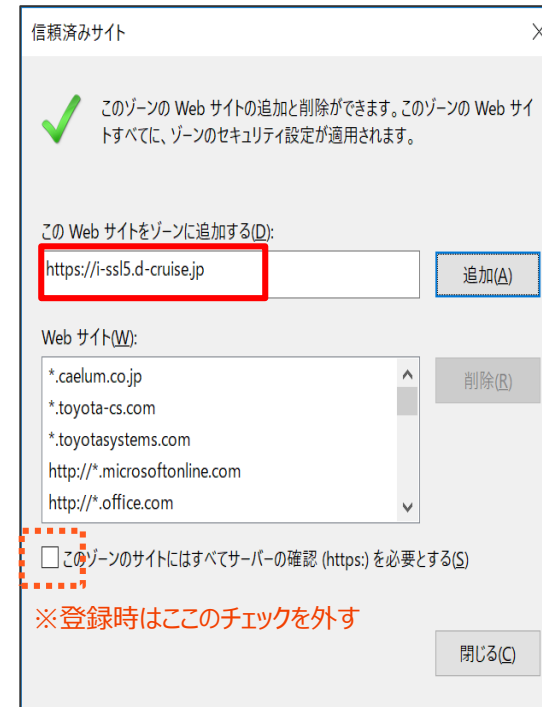 信頼済みサイト
このゾーンの Web サイトの追加と削除ができます。このゾーンの Web サイ
トすべてに、ゾーンのセキュリティ設定が適用されます。
この Web サイトをゾーンに追加する(D):
https://i-ssl5.d-cruise.jp
追加(A)
Web サイト(W):
*.caelum.co.jp
削除(R)
*.toyota-cs.com
*.toyotasystems.com
http://*.microsoftonline.com
http://*.office.com
このゾーンのサイトにはすべてサーバーの確認 (https:) を必要とする(S)
※登録時はここのチェックを外す
閉じる(C)